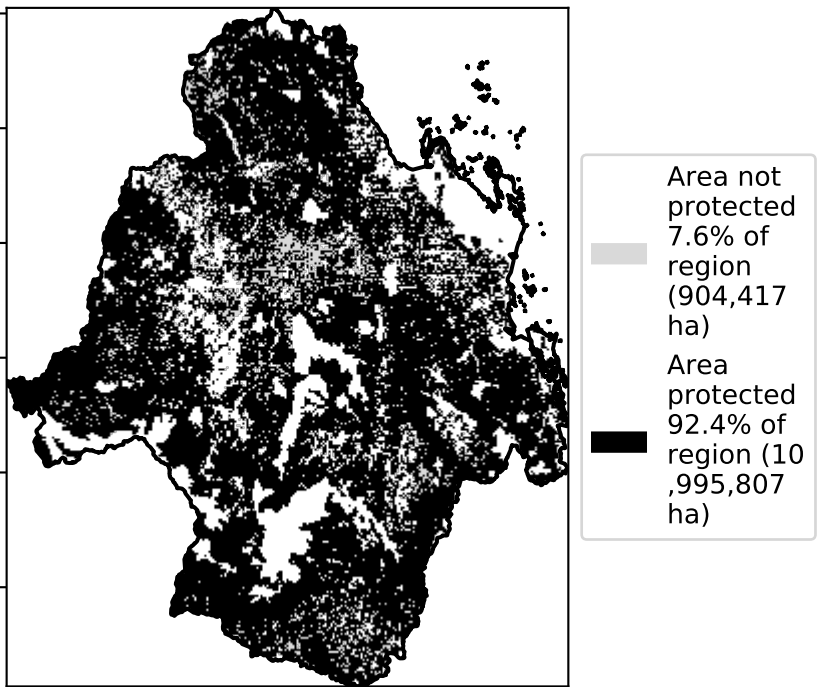 Area not
protected
7.6% of
region
(904,417
ha)
Area
protected
92.4% of
region (10
,995,807
ha)